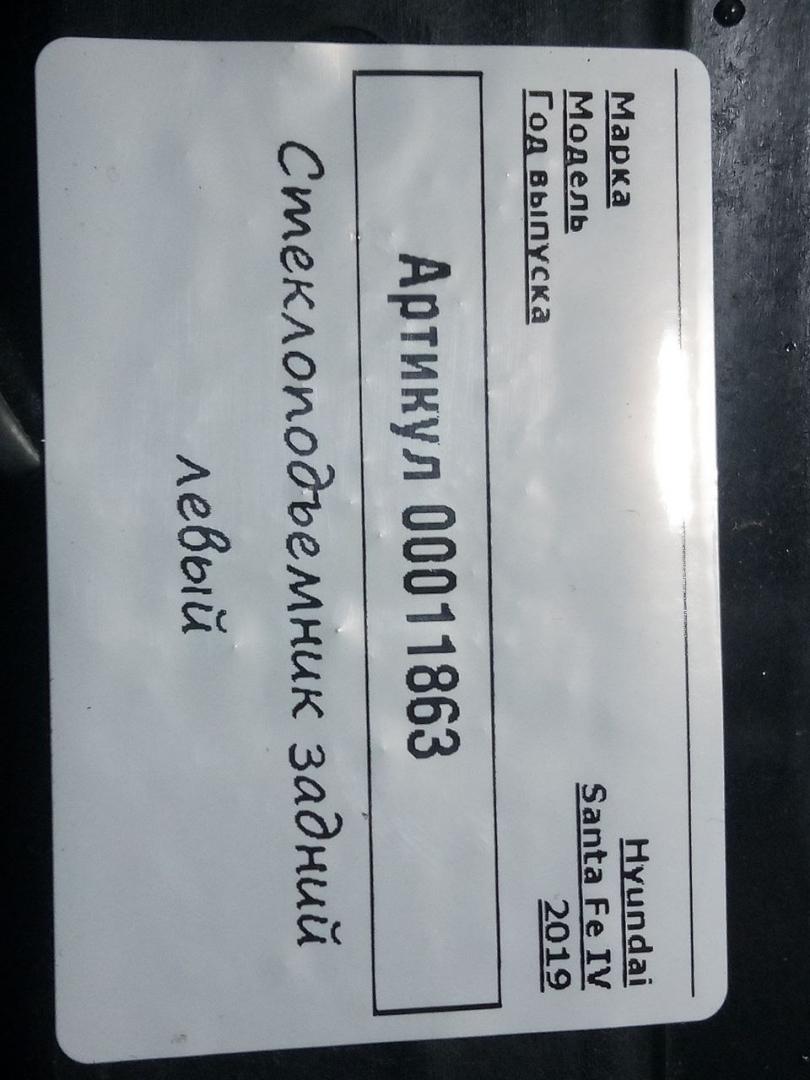 Марка Hyundai
Модель Santa Fe IV
Год выпуска 2019
Артикул 00011863
Стеклоподъемник задний
левый